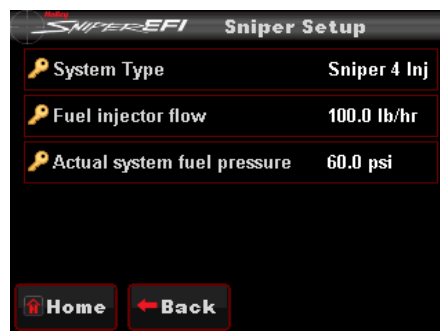 Holley
SNIPER EFI Sniper Setup
System Type Sniper 4 Inj
Fuel injector flow 100.0 lb/hr
Actual system fuel pressure 60.0 psi
Home Back